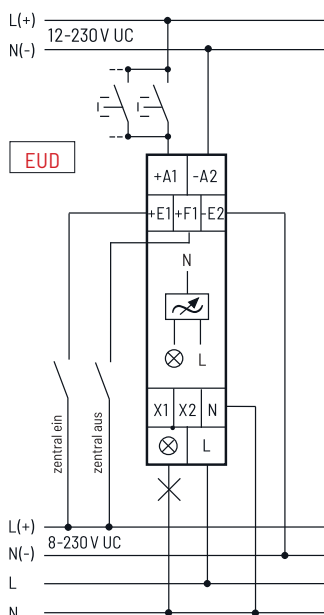 L(+)
12-230 V UC
N(-)
EUD
+A1 -A2
+E1 +F1 -E2
N
L
X1 X2 N
L
zentral ein
zentral aus
L(+)
8-230 V UC
N(-)
L
N